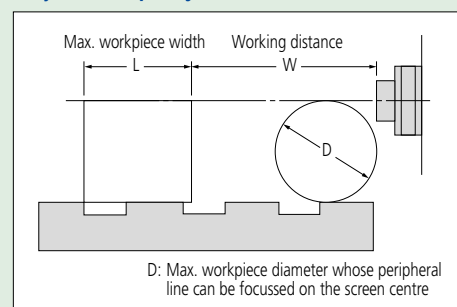 Max. workpiece width
Working distance
L
W
D
D: Max. workpiece diameter whose peripheral
line can be focussed on the screen centre